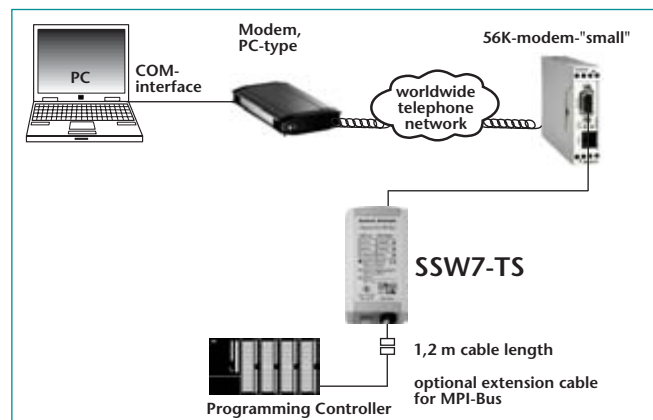 Modem,
PC-type
56K-modem-"small"
PC
COM-
interface
worldwide
telephone
network
SSW7-TS
1,2 m cable length
optional extension cable
for MPI-Bus
Programming Controller